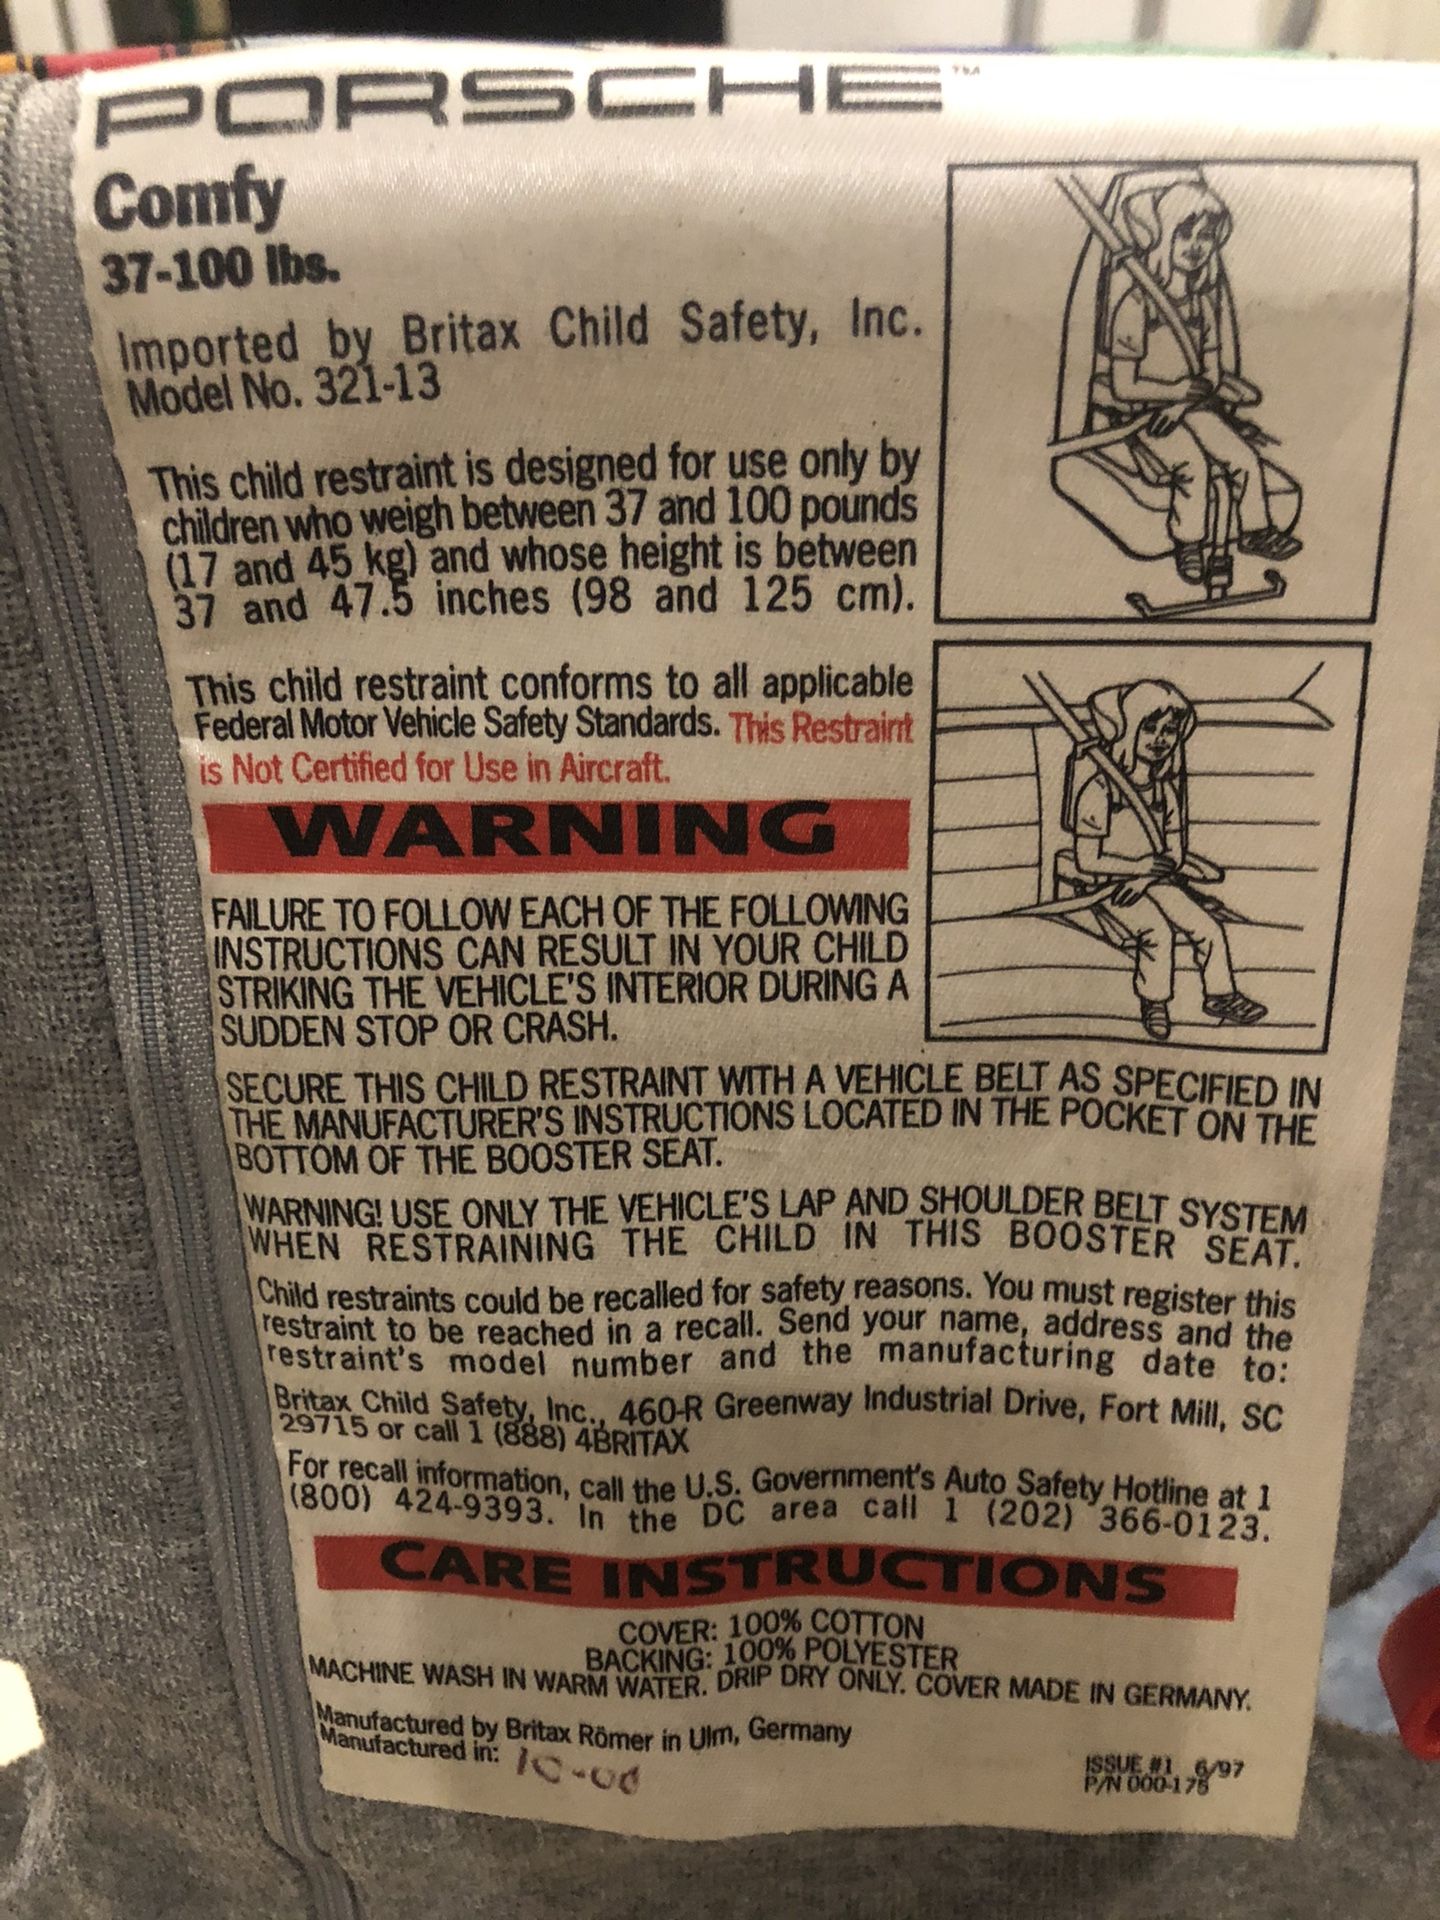 PORSCHE™
Comfy
37-100 lbs.
Imported by Britax Child Safety, Inc.
Model No. 321-13
This child restraint is designed for use only by
children who weigh between 37 and 100 pounds
(17 and 45 kg) and whose height is between
37 and 47.5 inches (98 and 125 cm).
This child restraint conforms to all applicable
Federal Motor Vehicle Safety Standards. This Restraint
is Not Certified for Use in Aircraft.
WARNING
FAILURE TO FOLLOW EACH OF THE FOLLOWING
INSTRUCTIONS CAN RESULT IN YOUR CHILD
STRIKING THE VEHICLE'S INTERIOR DURING A
SUDDEN STOP OR CRASH.
SECURE THIS CHILD RESTRAINT WITH A VEHICLE BELT AS SPECIFIED IN
THE MANUFACTURER'S INSTRUCTIONS LOCATED IN THE POCKET ON THE
BOTTOM OF THE BOOSTER SEAT.
WARNING! USE ONLY THE VEHICLE'S LAP AND SHOULDER BELT SYSTEM
WHEN RESTRAINING THE CHILD IN THIS BOOSTER SEAT.
Child restraints could be recalled for safety reasons. You must register this
restraint to be reached in a recall. Send your name, address and the
restraint's model number and the manufacturing date to:
Britax Child Safety, Inc., 460-R Greenway Industrial Drive, Fort Mill, SC
29715 or call 1 (888) 4BRITAX
For recall information, call the U.S. Government's Auto Safety Hotline at 1
(800) 424-9393. In the DC area call 1 (202) 366-0123.
CARE INSTRUCTIONS
COVER: 100% COTTON
BACKING: 100% POLYESTER
MACHINE WASH IN WARM WATER. DRIP DRY ONLY. COVER MADE IN GERMANY.
Manufactured by Britax Römer in Ulm, Germany
Manufactured in:
ISSUE #1 6/97
P/N 000-175